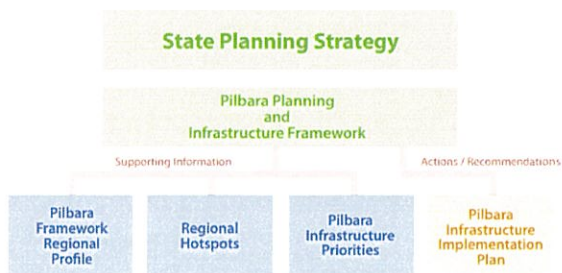 State Planning Strategy
Pilbara Planning
and
Infrastructure Framework
Supporting Information
Actions / Recommendations
Pilbara
Framework
Regional
Profile
Regional
Hotspots
Pilbara
Infrastructure
Priorities
Pilbara
Infrastructure
Implementation
Plan